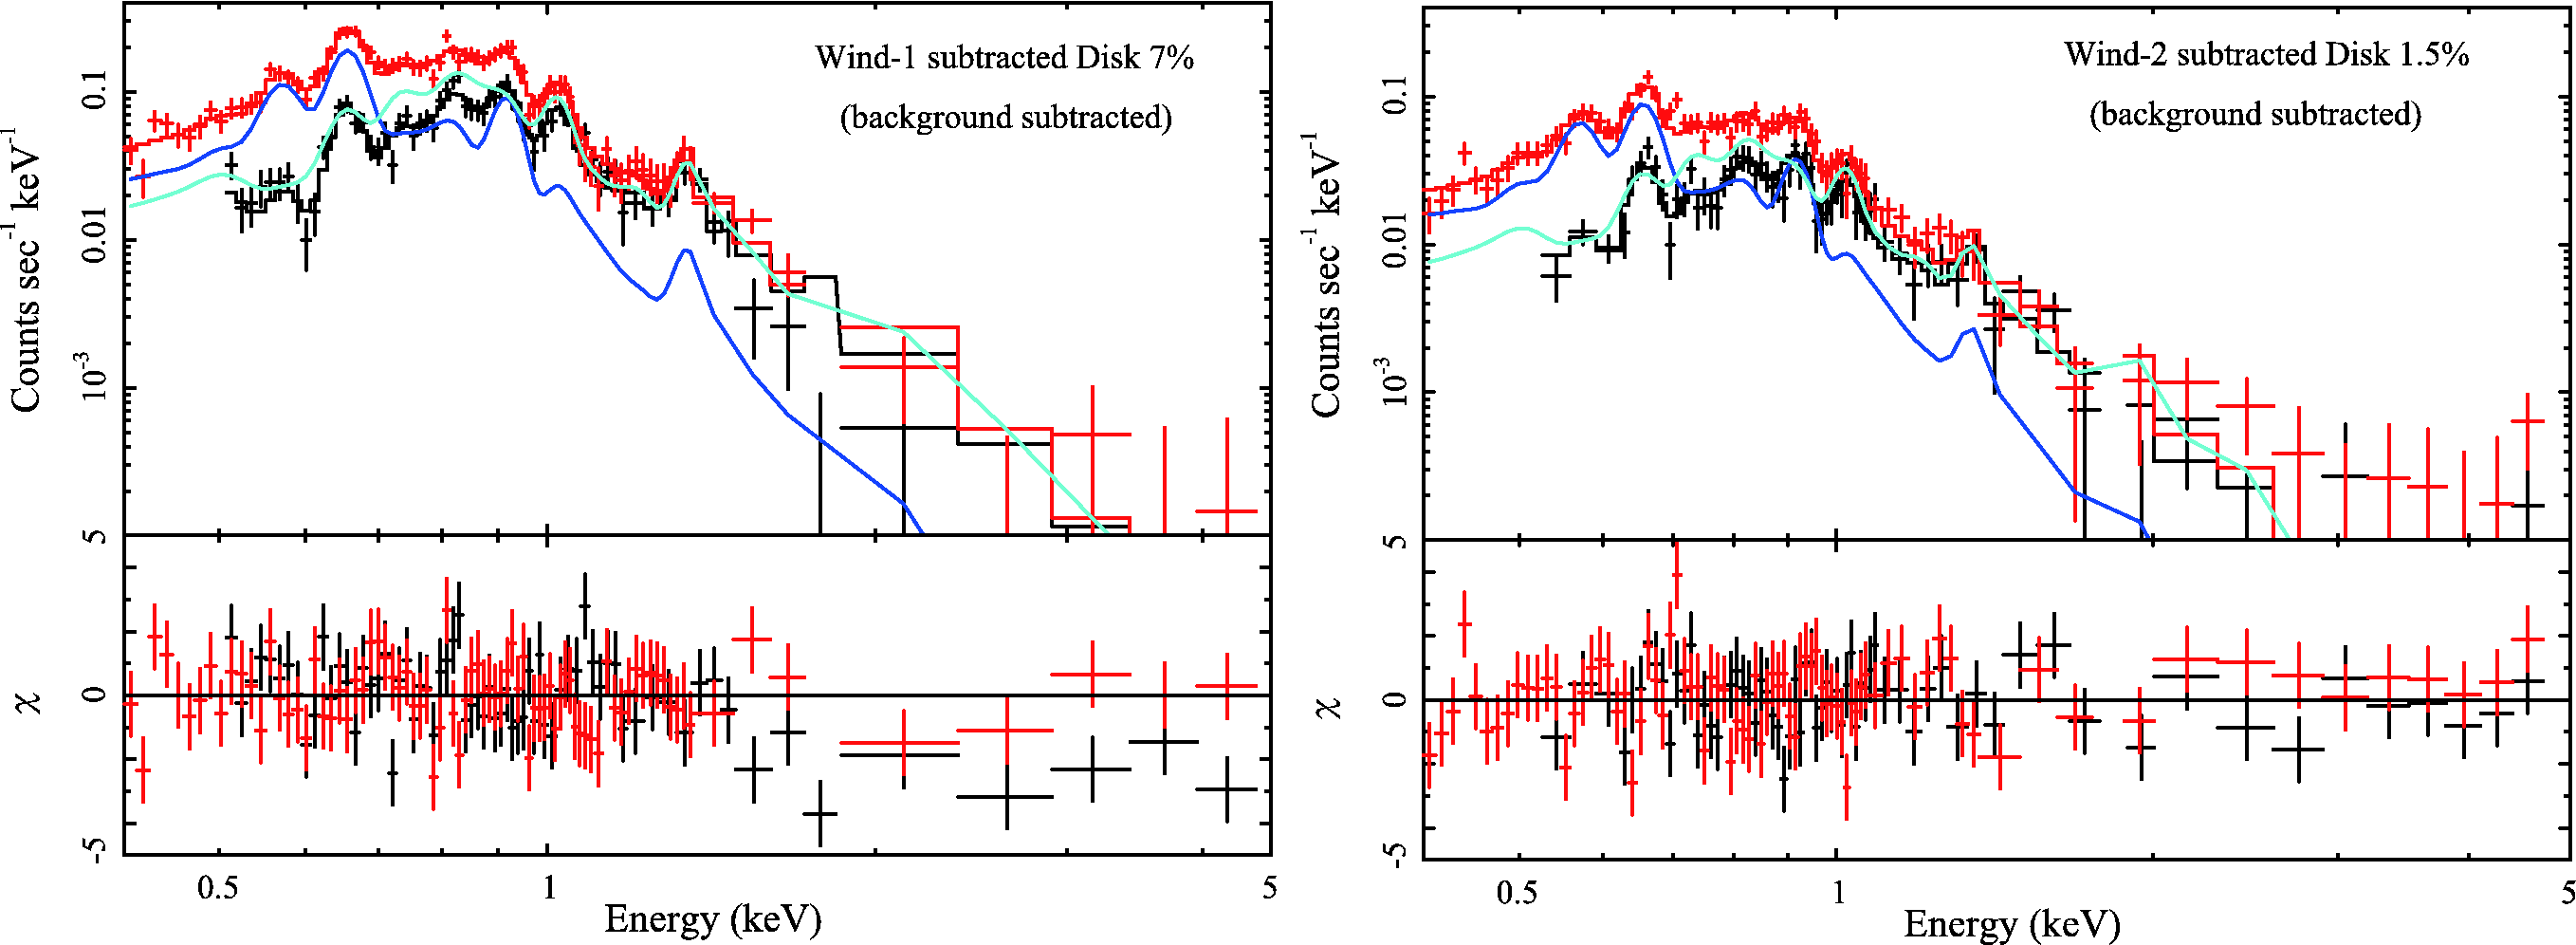 Wind-1 subtracted Disk 7%
(background subtracted)
Counts sec⁻¹ keV⁻¹
0.1
0.01
10⁻³
5
0
-5
χ
0.5
1
5
Energy (keV)
Wind-2 subtracted Disk 1.5%
(background subtracted)
Counts sec⁻¹ keV⁻¹
0.1
0.01
10⁻³
5
0
-5
χ
0.5
1
5
Energy (keV)